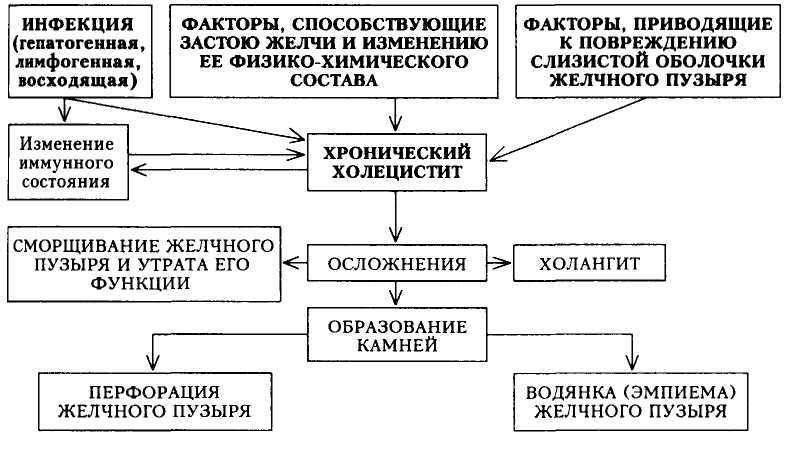 ИНФЕКЦИЯ
(гепатогенная,
лимфогенная,
восходящая)
ФАКТОРЫ, СПОСОБСТВУЮЩИЕ
ЗАСТОЮ ЖЕЛЧИ И ИЗМЕНЕНИЮ
ЕЕ ФИЗИКО-ХИМИЧЕСКОГО
СОСТАВА
ФАКТОРЫ, ПРИВОДЯЩИЕ
К ПОВРЕЖДЕНИЮ
СЛИЗИСТОЙ ОБОЛОЧКИ
ЖЕЛЧНОГО ПУЗЫРЯ
Изменение
иммунного
состояния
ХРОНИЧЕСКИЙ
ХОЛЕЦИСТИТ
СМОРЩИВАНИЕ ЖЕЛЧНОГО
ПУЗЫРЯ И УТРАТА ЕГО
ФУНКЦИИ
ОСЛОЖНЕНИЯ
ХОЛАНГИТ
ОБРАЗОВАНИЕ
КАМНЕЙ
ПЕРФОРАЦИЯ
ЖЕЛЧНОГО ПУЗЫРЯ
ВОДЯНКА (ЭМПИЕМА)
ЖЕЛЧНОГО ПУЗЫРЯ